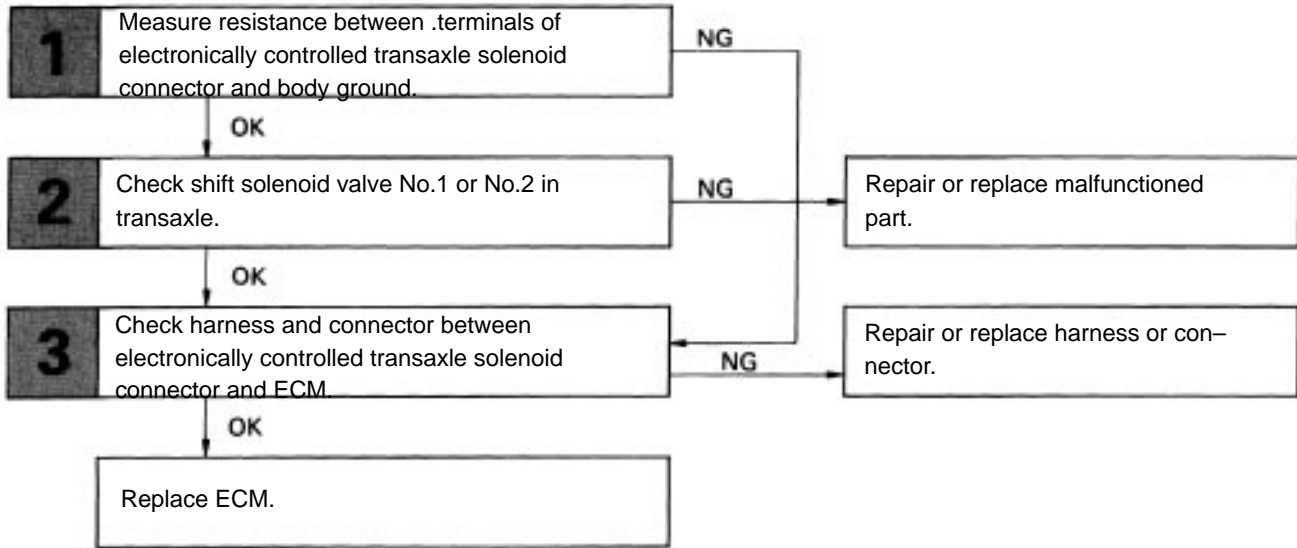 1
Measure resistance between .terminals of
electronically controlled transaxle solenoid
connector and body ground.
NG
OK
2
Check shift solenoid valve No.1 or No.2 in
transaxle.
NG
Repair or replace malfunctioned
part.
OK
3
Check harness and connector between
electronically controlled transaxle solenoid
connector and ECM.
NG
Repair or replace harness or con–
nector.
OK
Replace ECM.